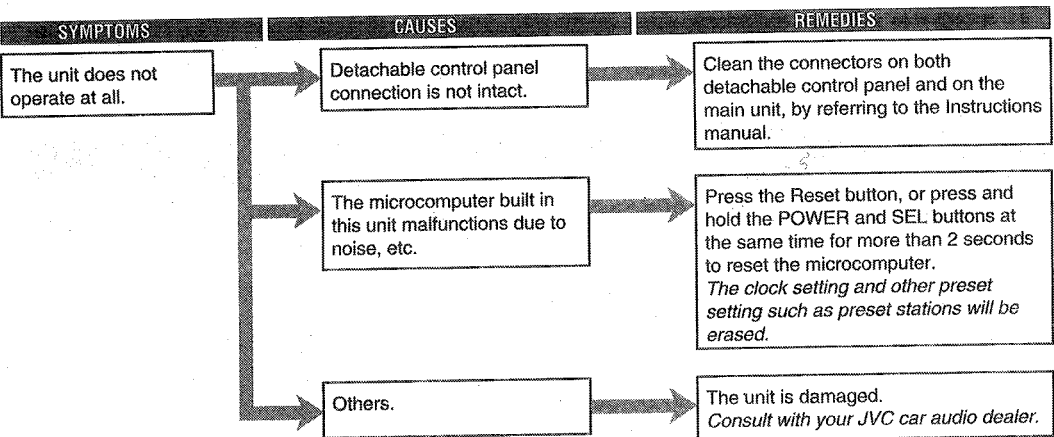 SYMPTOMS
CAUSES
REMEDIES
The unit does not
operate at all.
Detachable control panel
connection is not intact.
Clean the connectors on both
detachable control panel and on the
main unit, by referring to the Instructions
manual.
The microcomputer built in
this unit malfunctions due to
noise, etc.
Press the Reset button, or press and
hold the POWER and SEL buttons at
the same time for more than 2 seconds
to reset the microcomputer.
The clock setting and other preset
setting such as preset stations will be
erased.
Others.
The unit is damaged.
Consult with your JVC car audio dealer.